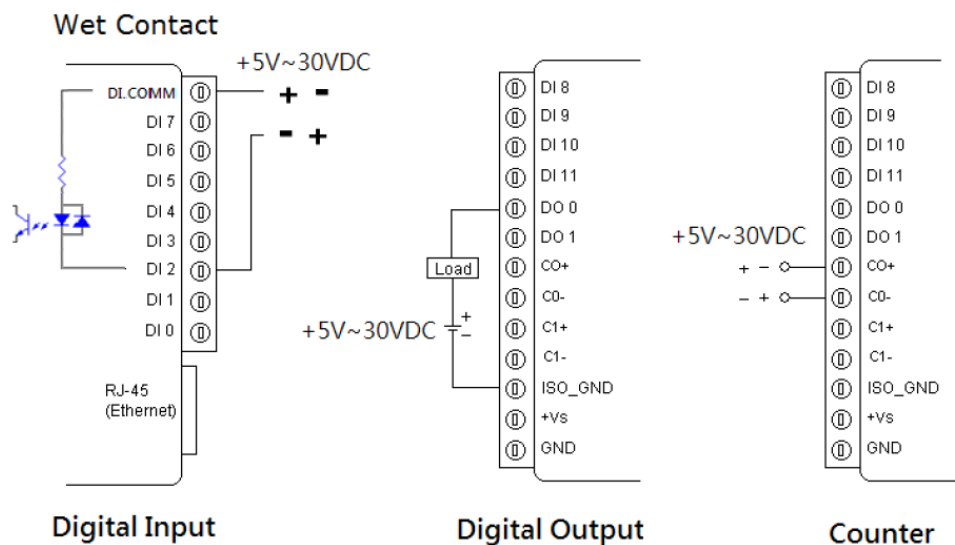 Wet Contact
+5V~30VDC
DI.COMM
+ -
DI 7
- +
DI 6
DI 5
DI 4
DI 3
DI 2
DI 1
DI 0
RJ-45
(Ethernet)
Digital Input
DI 8
DI 9
DI 10
DI 11
DO 0
DO 1
Load
CO+
C0-
+5V~30VDC
+
-
C1+
C1-
ISO_GND
+Vs
GND
Digital Output
DI 8
DI 9
DI 10
DI 11
DO 0
DO 1
+5V~30VDC
+ -
CO+
- +
C0-
C1+
C1-
ISO_GND
+Vs
GND
Counter